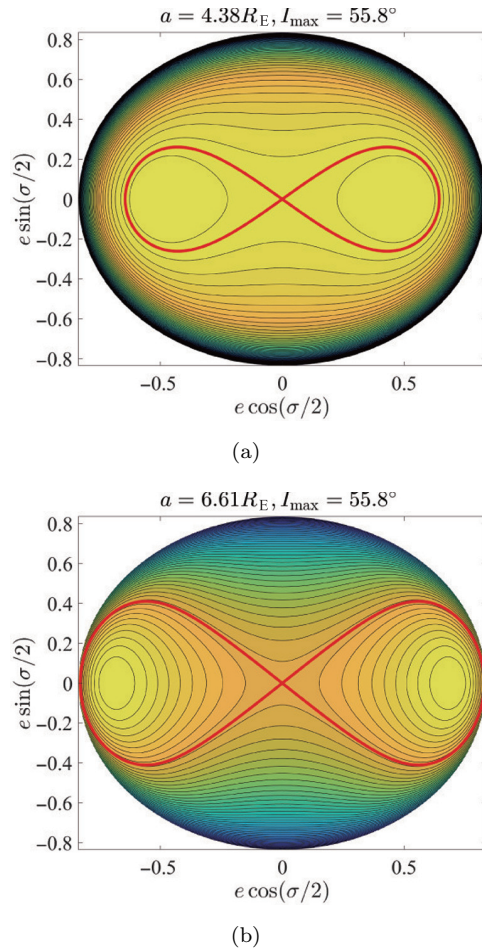 a = 4.38R_E, I_max = 55.8°
0.8
0.6
0.4
0.2
0
−0.2
−0.4
−0.6
−0.8
e sin(σ/2)
−0.5 0 0.5
e cos(σ/2)
(a)
a = 6.61R_E, I_max = 55.8°
0.8
0.6
0.4
0.2
0
−0.2
−0.4
−0.6
−0.8
e sin(σ/2)
−0.5 0 0.5
e cos(σ/2)
(b)